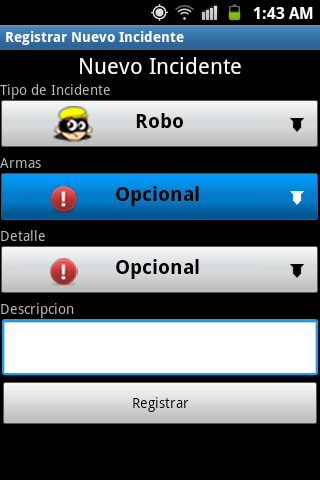 1:43 AM
Registrar Nuevo Incidente
Nuevo Incidente
Tipo de Incidente
Robo
Armas
Opcional
Detalle
Opcional
Descripcion
Registrar